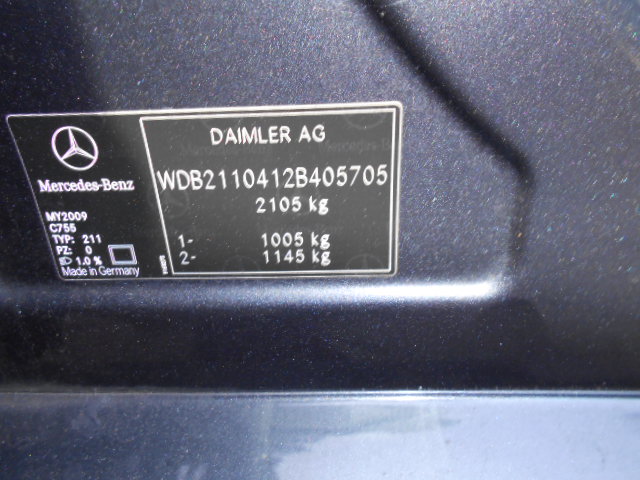 Mercedes-Benz
MY2009
C755
TYP: 211
PZ: 0
1.0 %
Made in Germany
DAIMLER AG
WDB2110412B405705
2105 kg
1- 1005 kg
2- 1145 kg